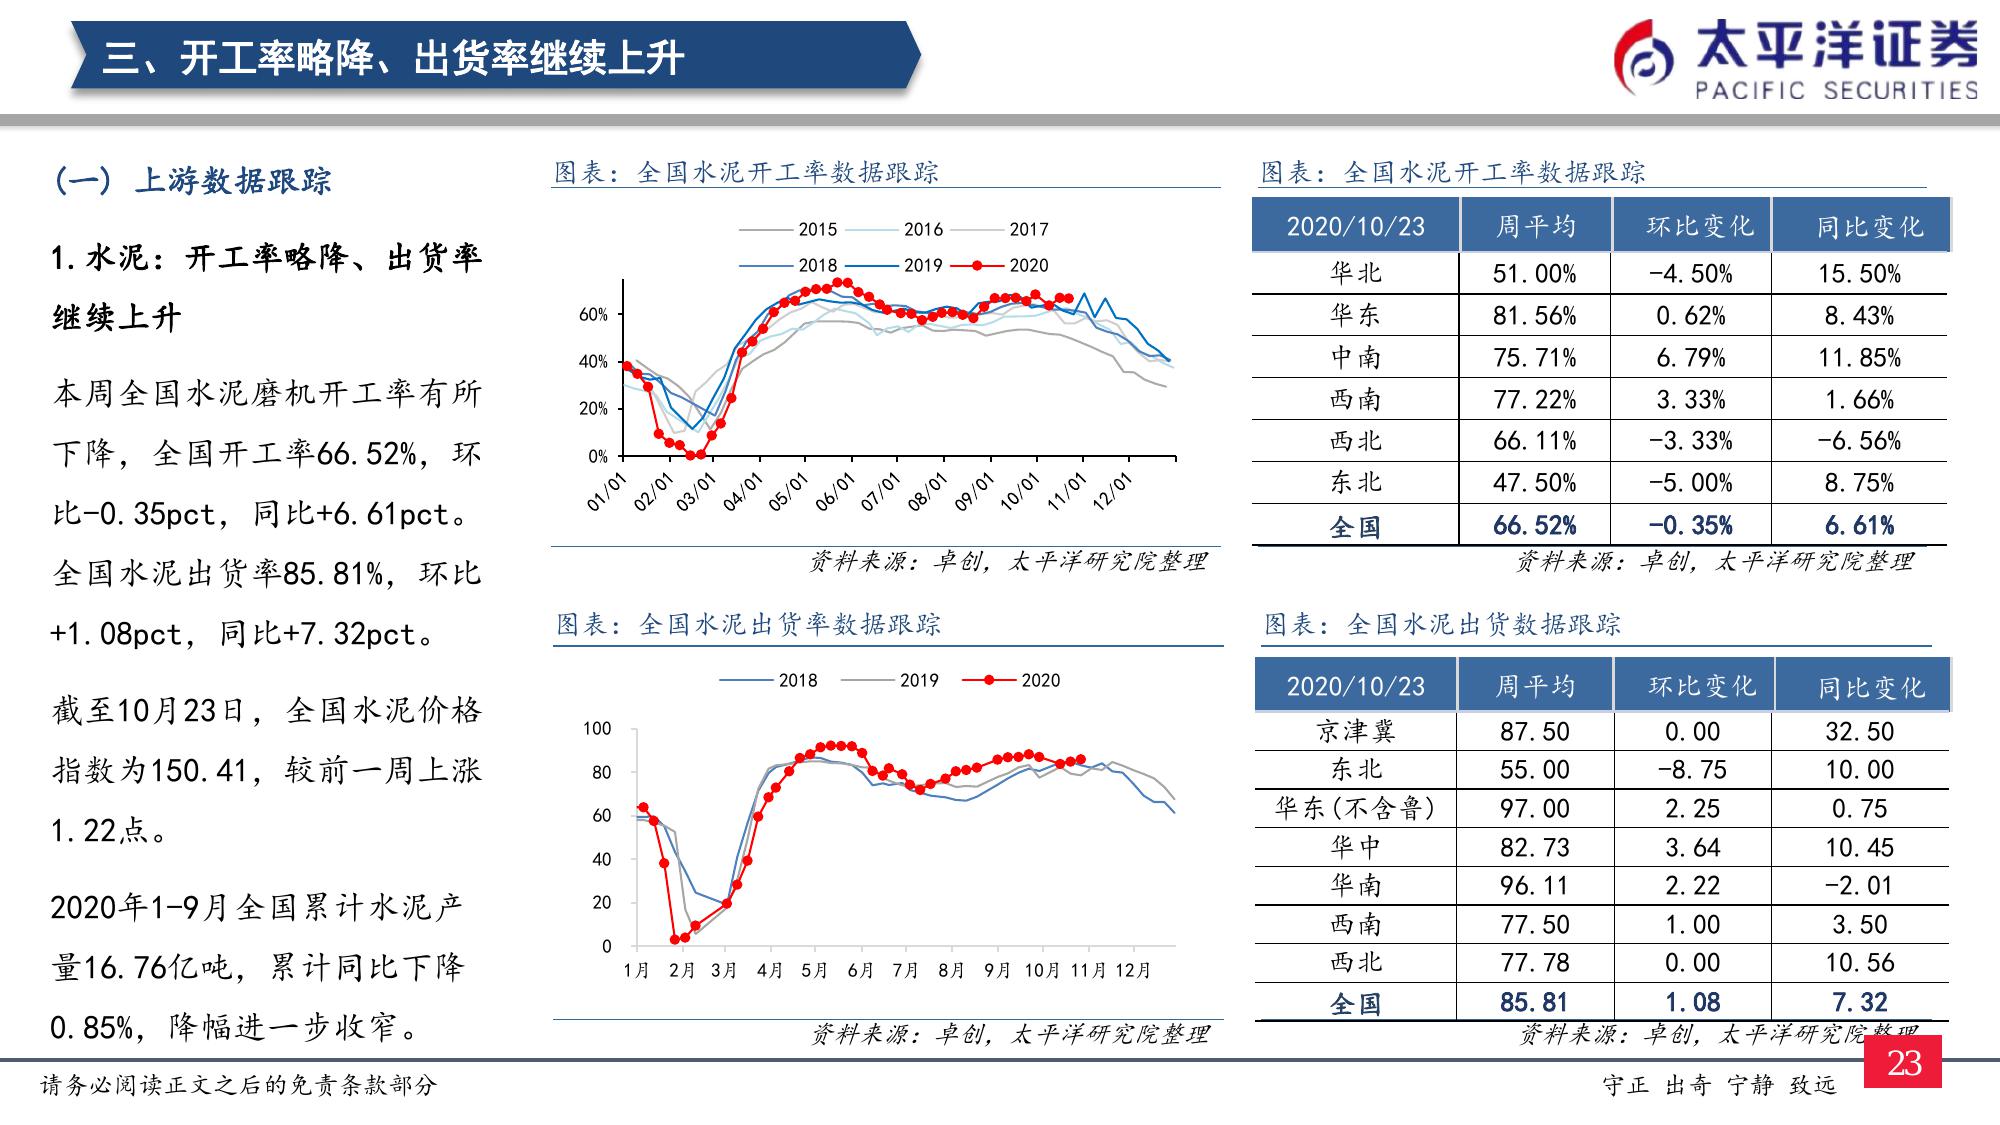 三、开工率略降、出货率继续上升
太平洋证券
PACIFIC SECURITIES
(一) 上游数据跟踪
1.水泥：开工率略降、出货率
继续上升
本周全国水泥磨机开工率有所
下降，全国开工率66.52%，环
比-0.35pct，同比+6.61pct。
全国水泥出货率85.81%，环比
+1.08pct，同比+7.32pct。
截至10月23日，全国水泥价格
指数为150.41，较前一周上涨
1.22点。
2020年1-9月全国累计水泥产
量16.76亿吨，累计同比下降
0.85%，降幅进一步收窄。
图表：全国水泥开工率数据跟踪
2015 2016 2017
2018 2019 2020
60%
40%
20%
0%
01/01 02/01 03/01 04/01 05/01 06/01 07/01 08/01 09/01 10/01 11/01 12/01
资料来源：卓创，太平洋研究院整理
图表：全国水泥开工率数据跟踪
2020/10/23 周平均 环比变化 同比变化
华北 51.00% -4.50% 15.50%
华东 81.56% 0.62% 8.43%
中南 75.71% 6.79% 11.85%
西南 77.22% 3.33% 1.66%
西北 66.11% -3.33% -6.56%
东北 47.50% -5.00% 8.75%
全国 66.52% -0.35% 6.61%
资料来源：卓创，太平洋研究院整理
图表：全国水泥出货率数据跟踪
2018 2019 2020
100
80
60
40
20
0
1月 2月 3月 4月 5月 6月 7月 8月 9月 10月 11月 12月
资料来源：卓创，太平洋研究院整理
图表：全国水泥出货数据跟踪
2020/10/23 周平均 环比变化 同比变化
京津冀 87.50 0.00 32.50
东北 55.00 -8.75 10.00
华东(不含鲁) 97.00 2.25 0.75
华中 82.73 3.64 10.45
华南 96.11 2.22 -2.01
西南 77.50 1.00 3.50
西北 77.78 0.00 10.56
全国 85.81 1.08 7.32
资料来源：卓创，太平洋研究院整理
请务必阅读正文之后的免责条款部分
守正 出奇 宁静 致远
23